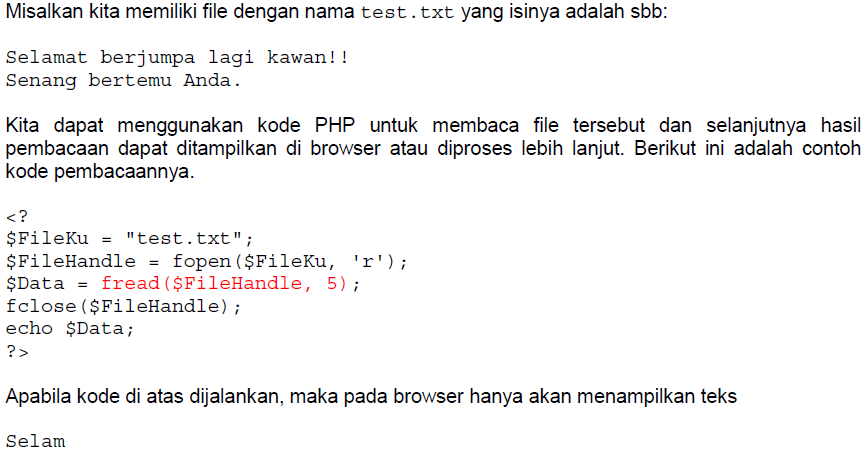 Misalkan kita memiliki file dengan nama test.txt yang isinya adalah sbb:
Selamat berjumpa lagi kawan!!
Senang bertemu Anda.
Kita dapat menggunakan kode PHP untuk membaca file tersebut dan selanjutnya hasil
pembacaan dapat ditampilkan di browser atau diproses lebih lanjut. Berikut ini adalah contoh
kode pembacaannya.
<?
$FileKu = "test.txt";
$FileHandle = fopen($FileKu, 'r');
$Data = fread($FileHandle, 5);
fclose($FileHandle);
echo $Data;
?>
Apabila kode di atas dijalankan, maka pada browser hanya akan menampilkan teks
Selam